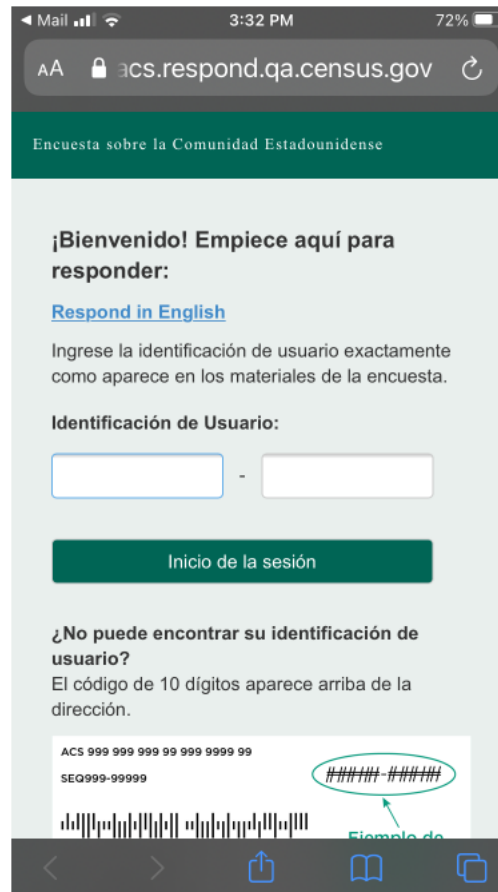 Mail
3:32 PM
72%
AA
acs.respond.qa.census.gov
Encuesta sobre la Comunidad Estadounidense
¡Bienvenido! Empiece aquí para
responder:
Respond in English
Ingrese la identificación de usuario exactamente
como aparece en los materiales de la encuesta.
Identificación de Usuario:
-
Inicio de la sesión
¿No puede encontrar su identificación de
usuario?
El código de 10 dígitos aparece arriba de la
dirección.
ACS 999 999 999 99 999 9999 99
#####-#####
SEQ999-99999
Ejemplo de